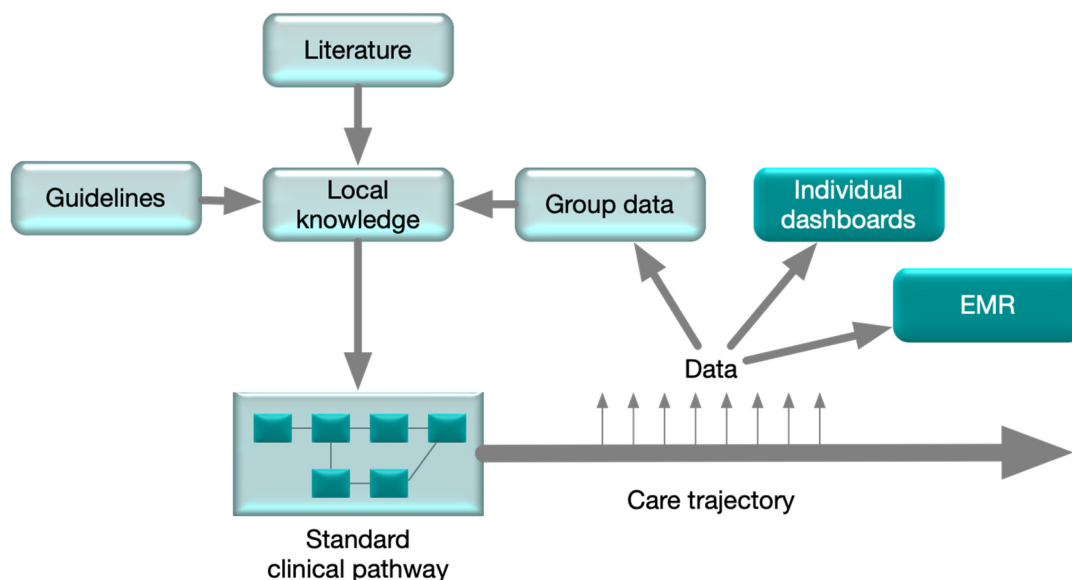 Literature
Guidelines
Local
knowledge
Group data
Individual
dashboards
EMR
Data
Care trajectory
Standard
clinical pathway